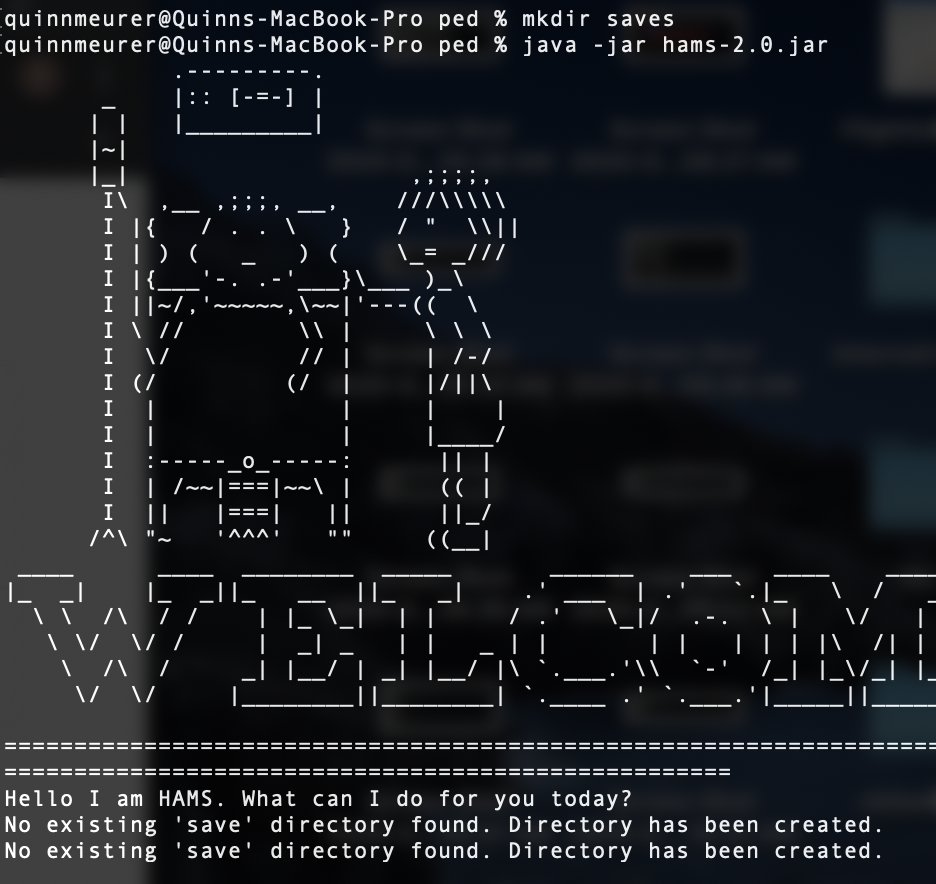 quinnmeurer@Quinns-MacBook-Pro ped % mkdir saves
quinnmeurer@Quinns-MacBook-Pro ped % java -jar hams-2.0.jar
WELCOM
Hello I am HAMS. What can I do for you today?
No existing 'save' directory found. Directory has been created.
No existing 'save' directory found. Directory has been created.